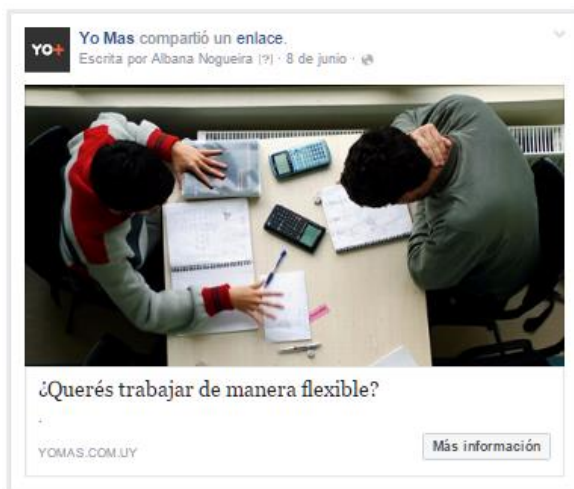 YO+
Yo Mas compartió un enlace.
Escrita por Albana Nogueira [?] · 8 de junio ·
¿Querés trabajar de manera flexible?
.
YOMAS.COM.UY
Más información